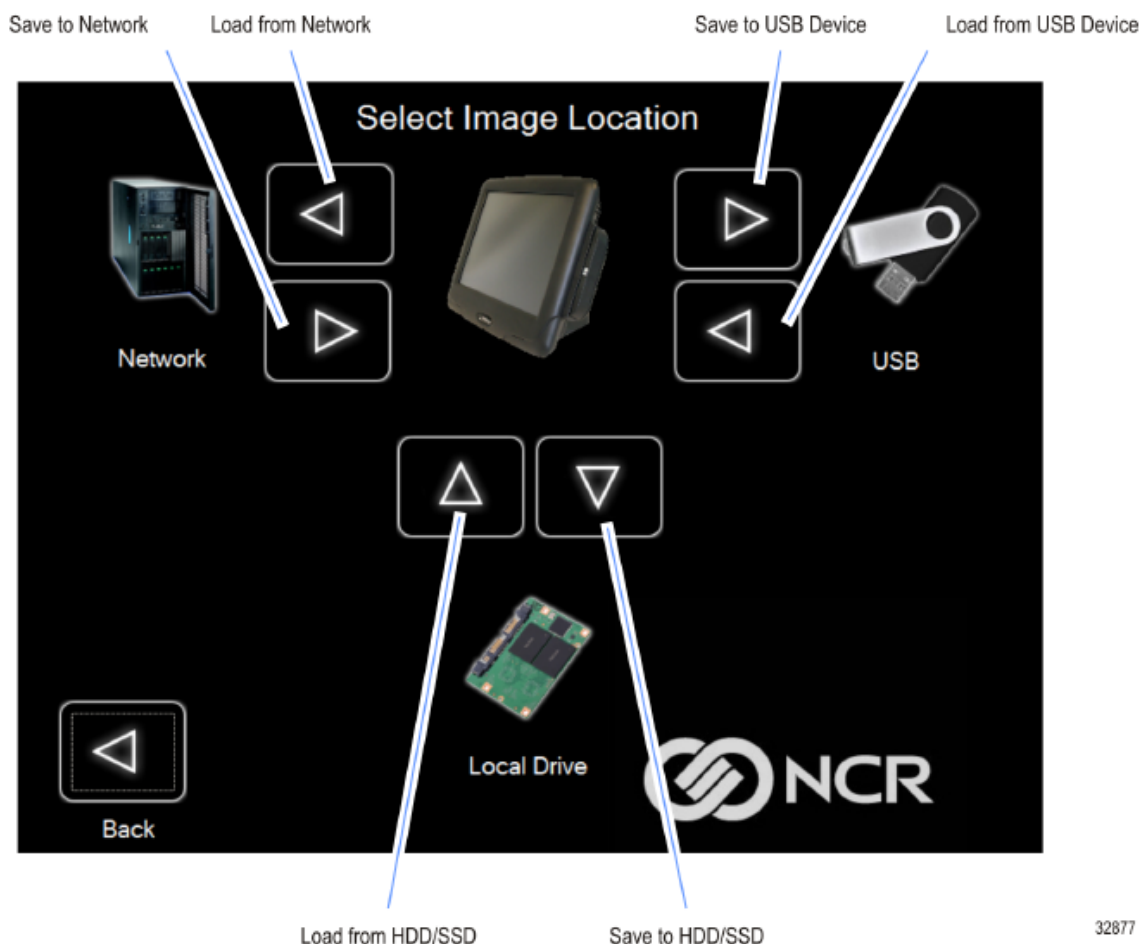 Save to Network
Load from Network
Save to USB Device
Load from USB Device
Select Image Location
Network
USB
Local Drive
NCR
Back
Load from HDD/SSD
Save to HDD/SSD
32877